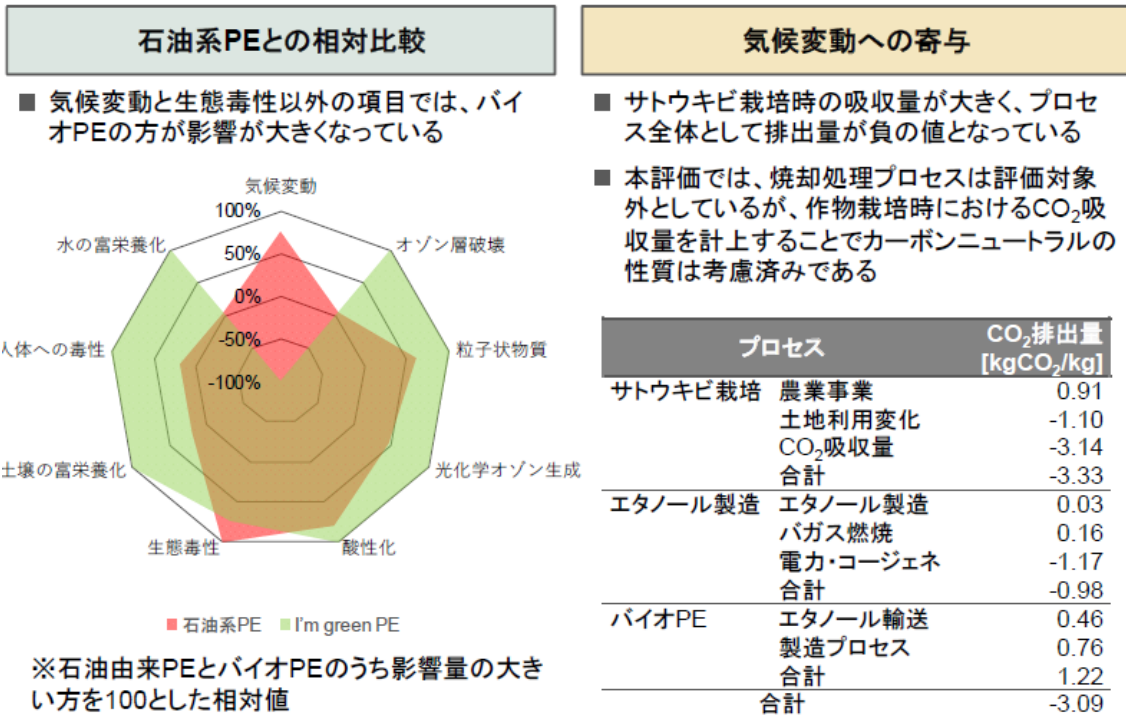 石油系PEとの相対比較
■ 気候変動と生態毒性以外の項目では、バイ
オPEの方が影響が大きくなっている
気候変動
100%
50%
0%
-50%
-100%
オゾン層破壊
粒子状物質
光化学オゾン生成
酸性化
生態毒性
土壌の富栄養化
人体への毒性
水の富栄養化
■ 石油系PE ■ I'm green PE
※石油由来PEとバイオPEのうち影響量の大き
い方を100とした相対値
気候変動への寄与
■ サトウキビ栽培時の吸収量が大きく、プロセ
ス全体として排出量が負の値となっている
■ 本評価では、焼却処理プロセスは評価対象
外としているが、作物栽培時におけるCO₂吸
収量を計上することでカーボンニュートラルの
性質は考慮済みである
プロセス CO₂排出量
[kgCO₂/kg]
サトウキビ栽培 農業事業 0.91
土地利用変化 -1.10
CO₂吸収量 -3.14
合計 -3.33
エタノール製造 エタノール製造 0.03
バガス燃焼 0.16
電力・コージェネ -1.17
合計 -0.98
バイオPE エタノール輸送 0.46
製造プロセス 0.76
合計 1.22
合計 -3.09